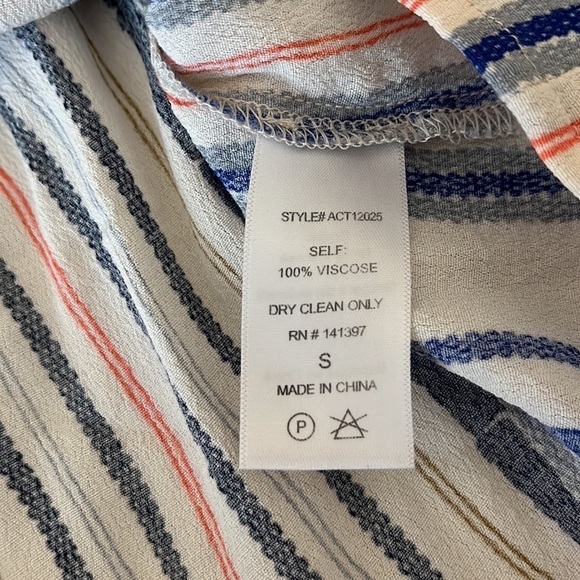 STYLE# ACT12025
SELF:
100% VISCOSE
DRY CLEAN ONLY
RN # 141397
S
MADE IN CHINA
P